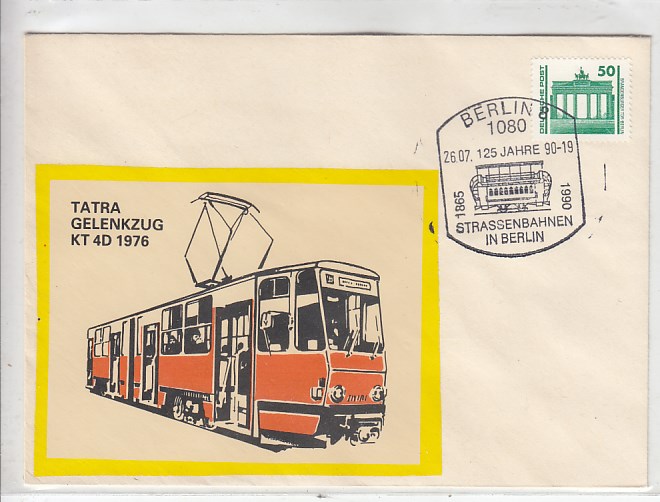 50
DEUTSCHE POST
BERLIN 8
1080
26.07. 125 JAHRE 90-19
1865
1990
STRASSENBAHNEN
IN BERLIN
TATRA
GELENKZUG
KT 4D 1976